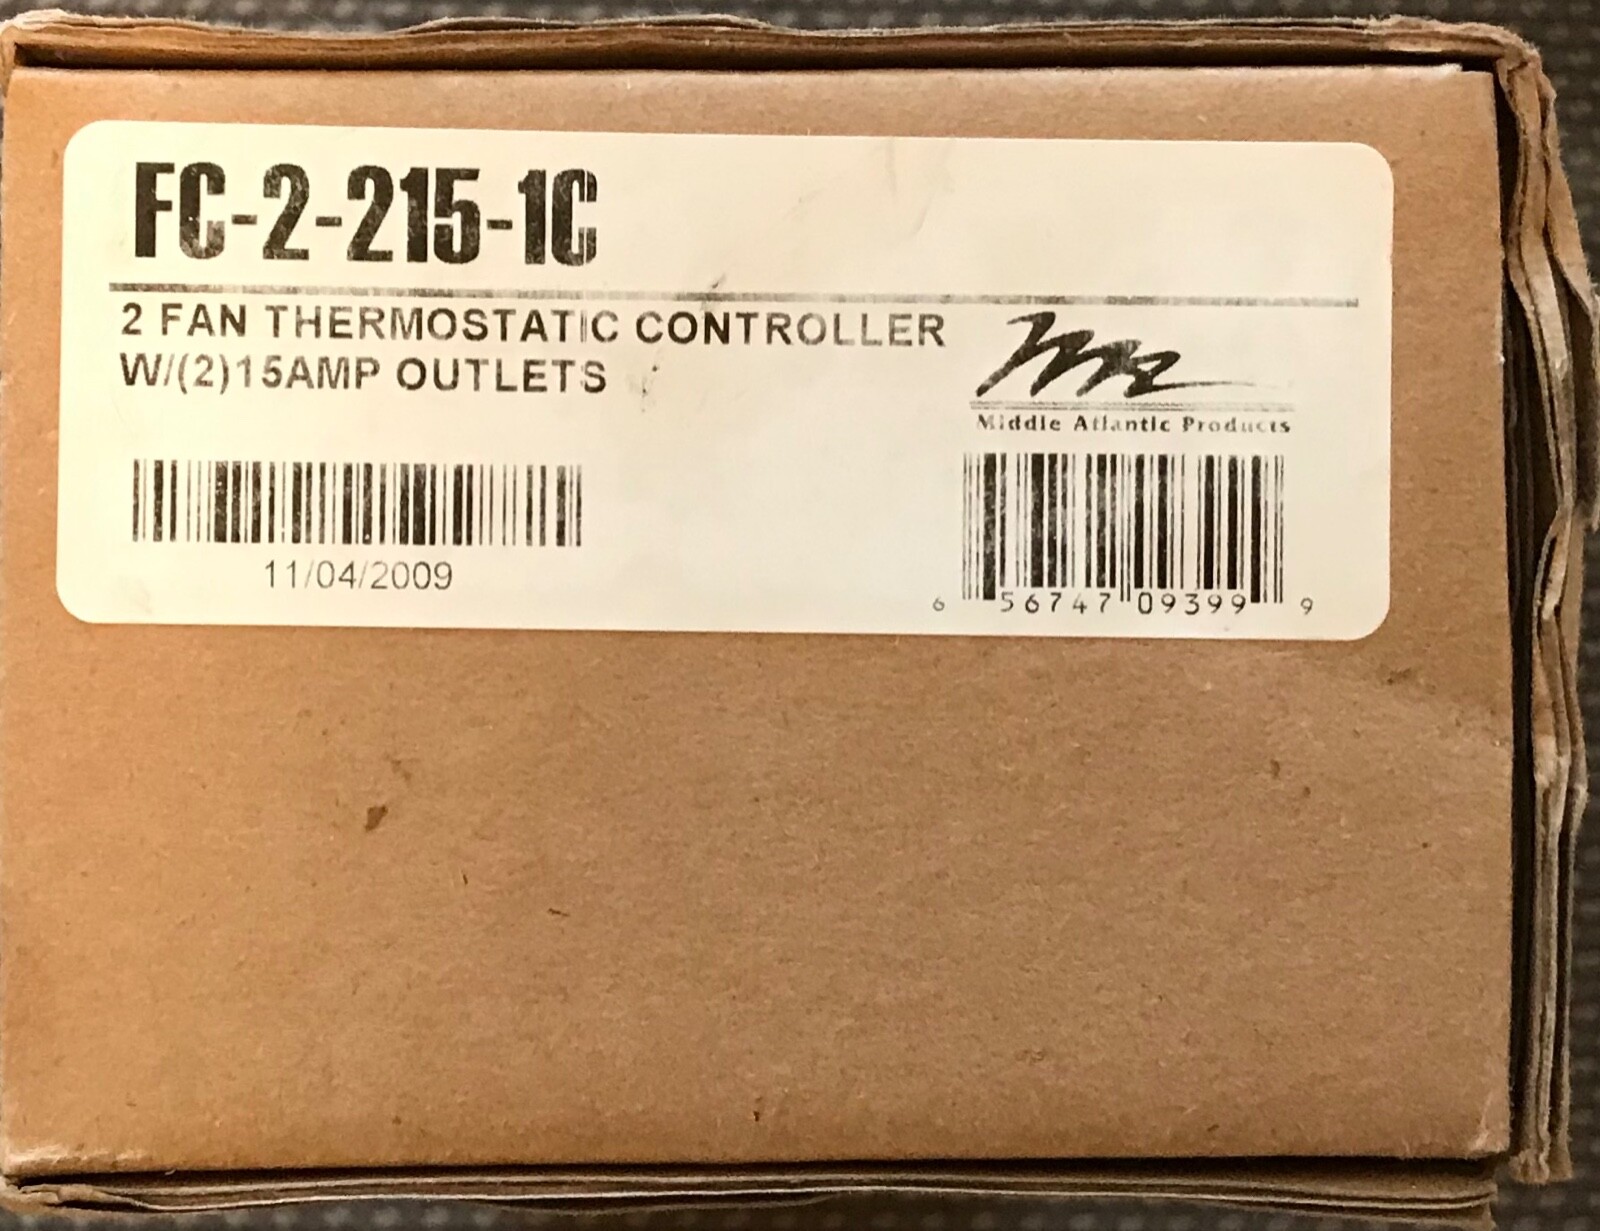 FC-2-215-1C
2 FAN THERMOSTATIC CONTROLLER
W/(2)15AMP OUTLETS
Middle Atlantic Products
11/04/2009
6 56747 09399 9